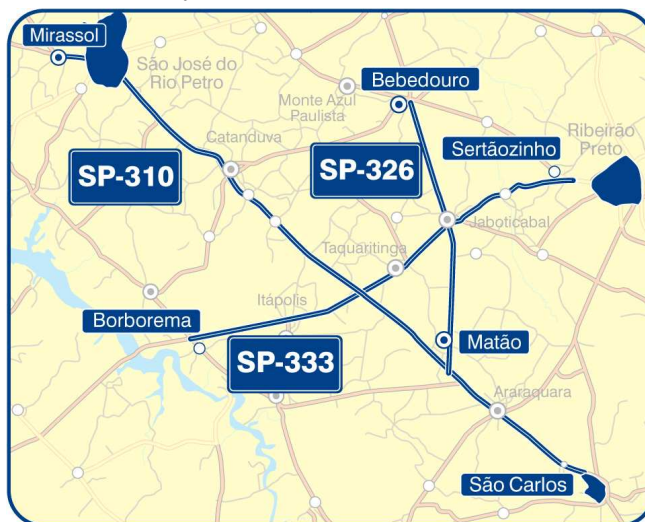 Mirassol
São José do
Rio Petro
Bebedouro
Monte Azul
Paulista
Ribeirão
Preto
Sertãozinho
Catanduva
SP-310
SP-326
Jaboticabal
Taquaritinga
Itápolis
Borborema
SP-333
Matão
Araraquara
São Carlos